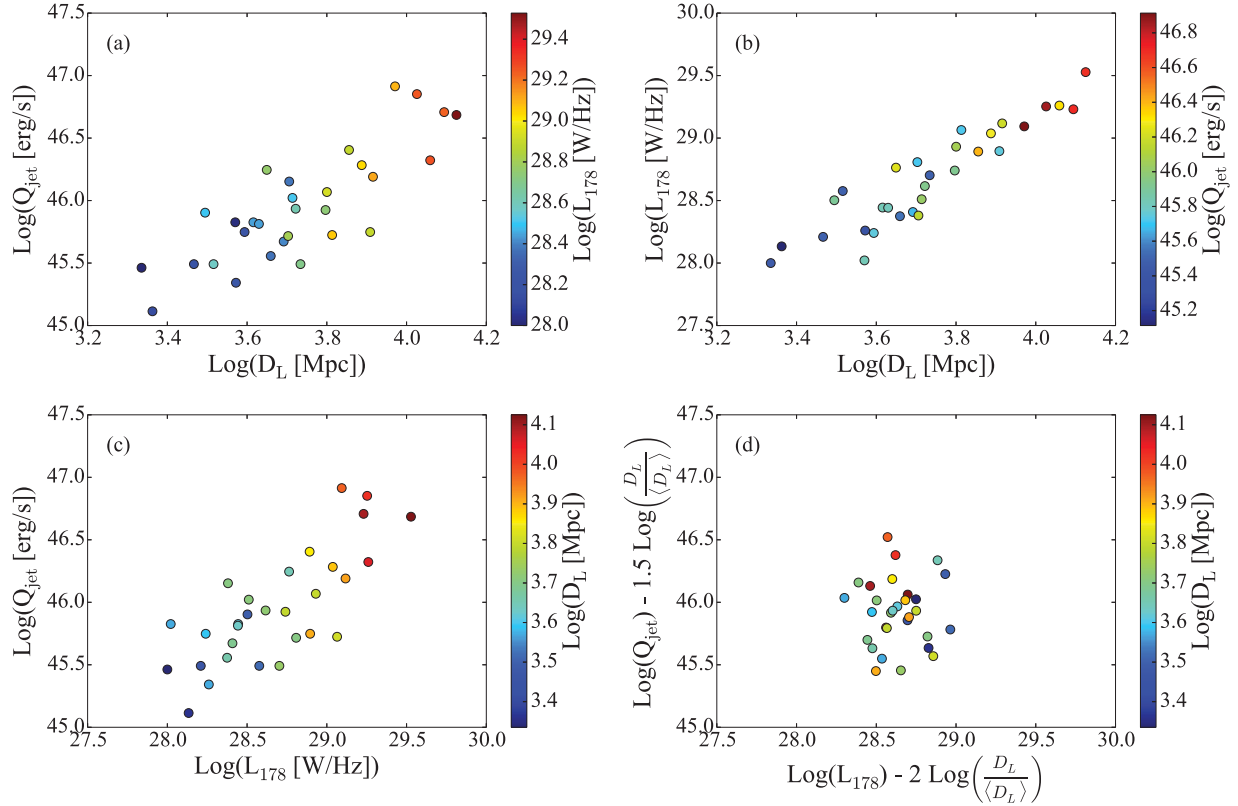 (a)
47.5
47.0
46.5
46.0
45.5
45.0
3.2 3.4 3.6 3.8 4.0 4.2
Log(D_L [Mpc])
Log(Q_jet [erg/s])
29.4
29.2
29.0
28.8
28.6
28.4
28.2
28.0
Log(L_178 [W/Hz])
(b)
30.0
29.5
29.0
28.5
28.0
27.5
3.2 3.4 3.6 3.8 4.0 4.2
Log(D_L [Mpc])
Log(L_178 [W/Hz])
46.8
46.6
46.4
46.2
46.0
45.8
45.6
45.4
45.2
Log(Q_jet [erg/s])
(c)
47.5
47.0
46.5
46.0
45.5
45.0
27.5 28.0 28.5 29.0 29.5 30.0
Log(L_178 [W/Hz])
Log(Q_jet [erg/s])
4.1
4.0
3.9
3.8
3.7
3.6
3.5
3.4
Log(D_L [Mpc])
(d)
47.5
47.0
46.5
46.0
45.5
45.0
27.5 28.0 28.5 29.0 29.5 30.0
Log(L_178) - 2 Log(D_L/⟨D_L⟩)
Log(Q_jet) - 1.5 Log(D_L/⟨D_L⟩)
4.1
4.0
3.9
3.8
3.7
3.6
3.5
3.4
Log(D_L [Mpc])